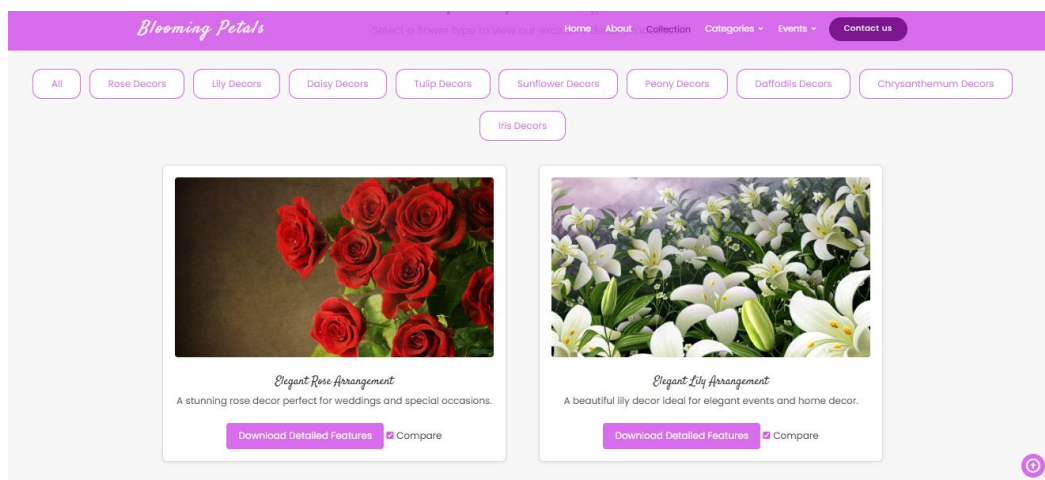 Blooming Petals
Select a flower type to view our
Home About Collection Categories Events Contact us
All Rose Decors Lily Decors Daisy Decors Tulip Decors Sunflower Decors Peony Decors Daffodils Decors Chrysanthemum Decors
Iris Decors
Elegant Rose Arrangement
A stunning rose decor perfect for weddings and special occasions.
Download Detailed Features Compare
Elegant Lily Arrangement
A beautiful lily decor ideal for elegant events and home decor.
Download Detailed Features Compare